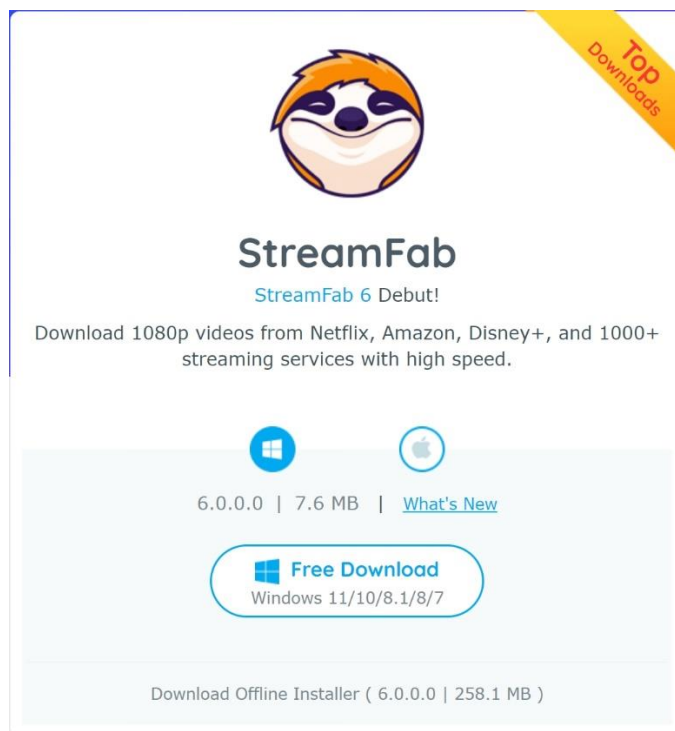 Top
Downloads
StreamFab
StreamFab 6 Debut!
Download 1080p videos from Netflix, Amazon, Disney+, and 1000+
streaming services with high speed.
6.0.0.0 | 7.6 MB | What's New
Free Download
Windows 11/10/8.1/8/7
Download Offline Installer ( 6.0.0.0 | 258.1 MB )